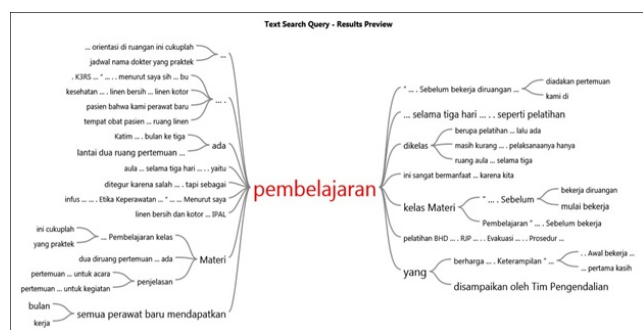 Text Search Query - Results Preview
... orientasi di ruangan ini cukuplah
jadwal nama dokter yang praktek
...
. K3RS ... " ... . . menurut saya sih ... bu
kesehatan ... . linen bersih ... linen kotor
pasien bahwa kami perawat baru
tempat obat pasien ... ruang linen
... .
Katim ... . bulan ke tiga
lantai dua ruang pertemuan ...
ada
aula ... selama tiga hari ... . . yaitu
ditegur karena salah ... . tapi sebagai
infus ... ... . Etika Keperawatan ... " ... ... Menurut saya
linen bersih dan kotor ... IPAL
ini cukuplah
yang praktek
... Pembelajaran kelas
dua diruang pertemuan ... ada
pertemuan ... untuk acara
pertemuan ... untuk kegiatan
penjelasan
Materi
bulan
kerja
semua perawat baru mendapatkan
pembelajaran
" ... . Sebelum bekerja diruangan ...
diadakan pertemuan
kami di
... selama tiga hari ... . . seperti pelatihan
dikelas
berupa pelatihan ... lalu ada
masih kurang ... . pelaksanaanya hanya
ruang aula ... selama tiga
ini sangat bermanfaat ... karena kita
kelas Materi
" ... . Sebelum
bekerja diruangan
mulai bekerja
Pembelajaran " ... . Sebelum bekerja
pelatihan BHD ... . RJP ... . . Evakuasi ... . Prosedur ...
yang
berharga ... . Keterampilan " ...
. . Awal bekerja ...
... pertama kasih
disampaikan oleh Tim Pengendalian